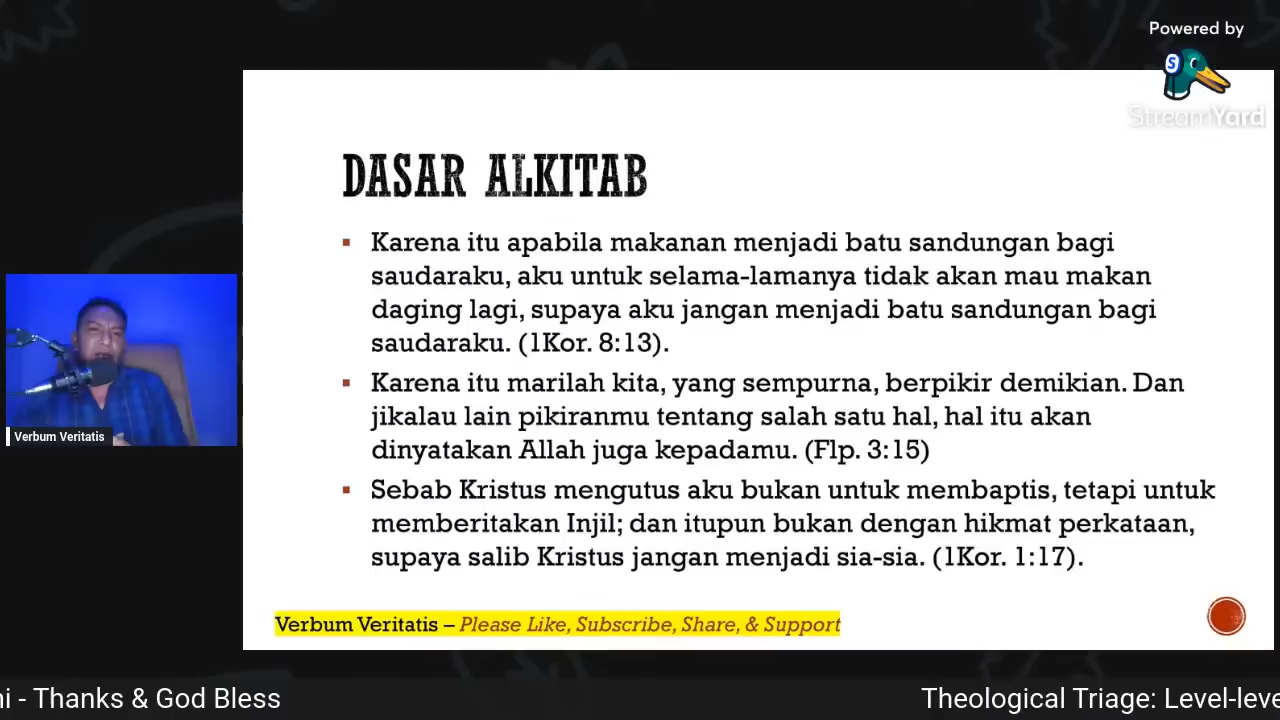 Powered by
StreamYard
DASAR ALKITAB
▪ Karena itu apabila makanan menjadi batu sandungan bagi
saudaraku, aku untuk selama-lamanya tidak akan mau makan
daging lagi, supaya aku jangan menjadi batu sandungan bagi
saudaraku. (1Kor. 8:13).
▪ Karena itu marilah kita, yang sempurna, berpikir demikian. Dan
jikalau lain pikiranmu tentang salah satu hal, hal itu akan
dinyatakan Allah juga kepadamu. (Flp. 3:15)
▪ Sebab Kristus mengutus aku bukan untuk membaptis, tetapi untuk
memberitakan Injil; dan itupun bukan dengan hikmat perkataan,
supaya salib Kristus jangan menjadi sia-sia. (1Kor. 1:17).
Verbum Veritatis
Verbum Veritatis – Please Like, Subscribe, Share, & Support
- Thanks & God Bless
Theological Triage: